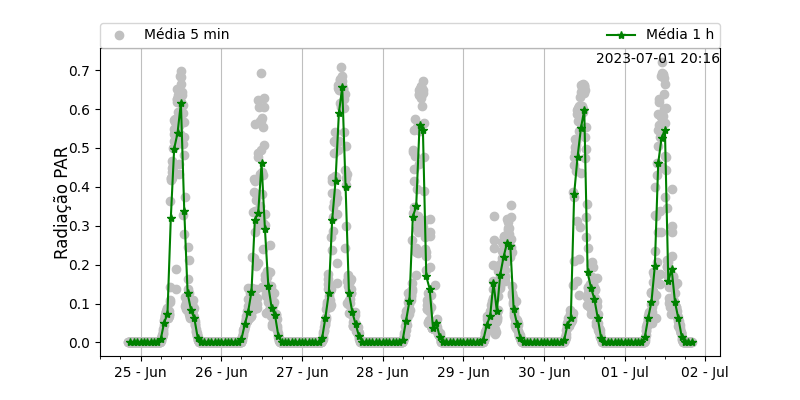 Média 5 min
Média 1 h
2023-07-01 20:16
Radiação PAR
0.7
0.6
0.5
0.4
0.3
0.2
0.1
0.0
25 - Jun
26 - Jun
27 - Jun
28 - Jun
29 - Jun
30 - Jun
01 - Jul
02 - Jul